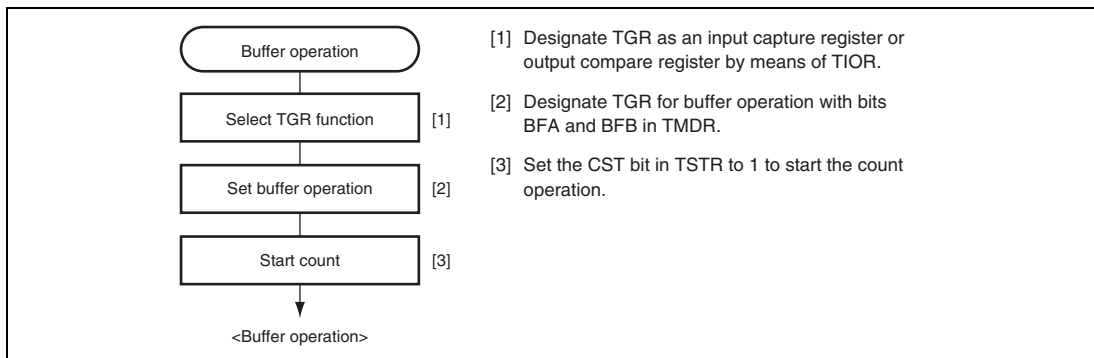 Buffer operation
Select TGR function
[1]
Set buffer operation
[2]
Start count
[3]
<Buffer operation>
[1] Designate TGR as an input capture register or
output compare register by means of TIOR.
[2] Designate TGR for buffer operation with bits
BFA and BFB in TMDR.
[3] Set the CST bit in TSTR to 1 to start the count
operation.